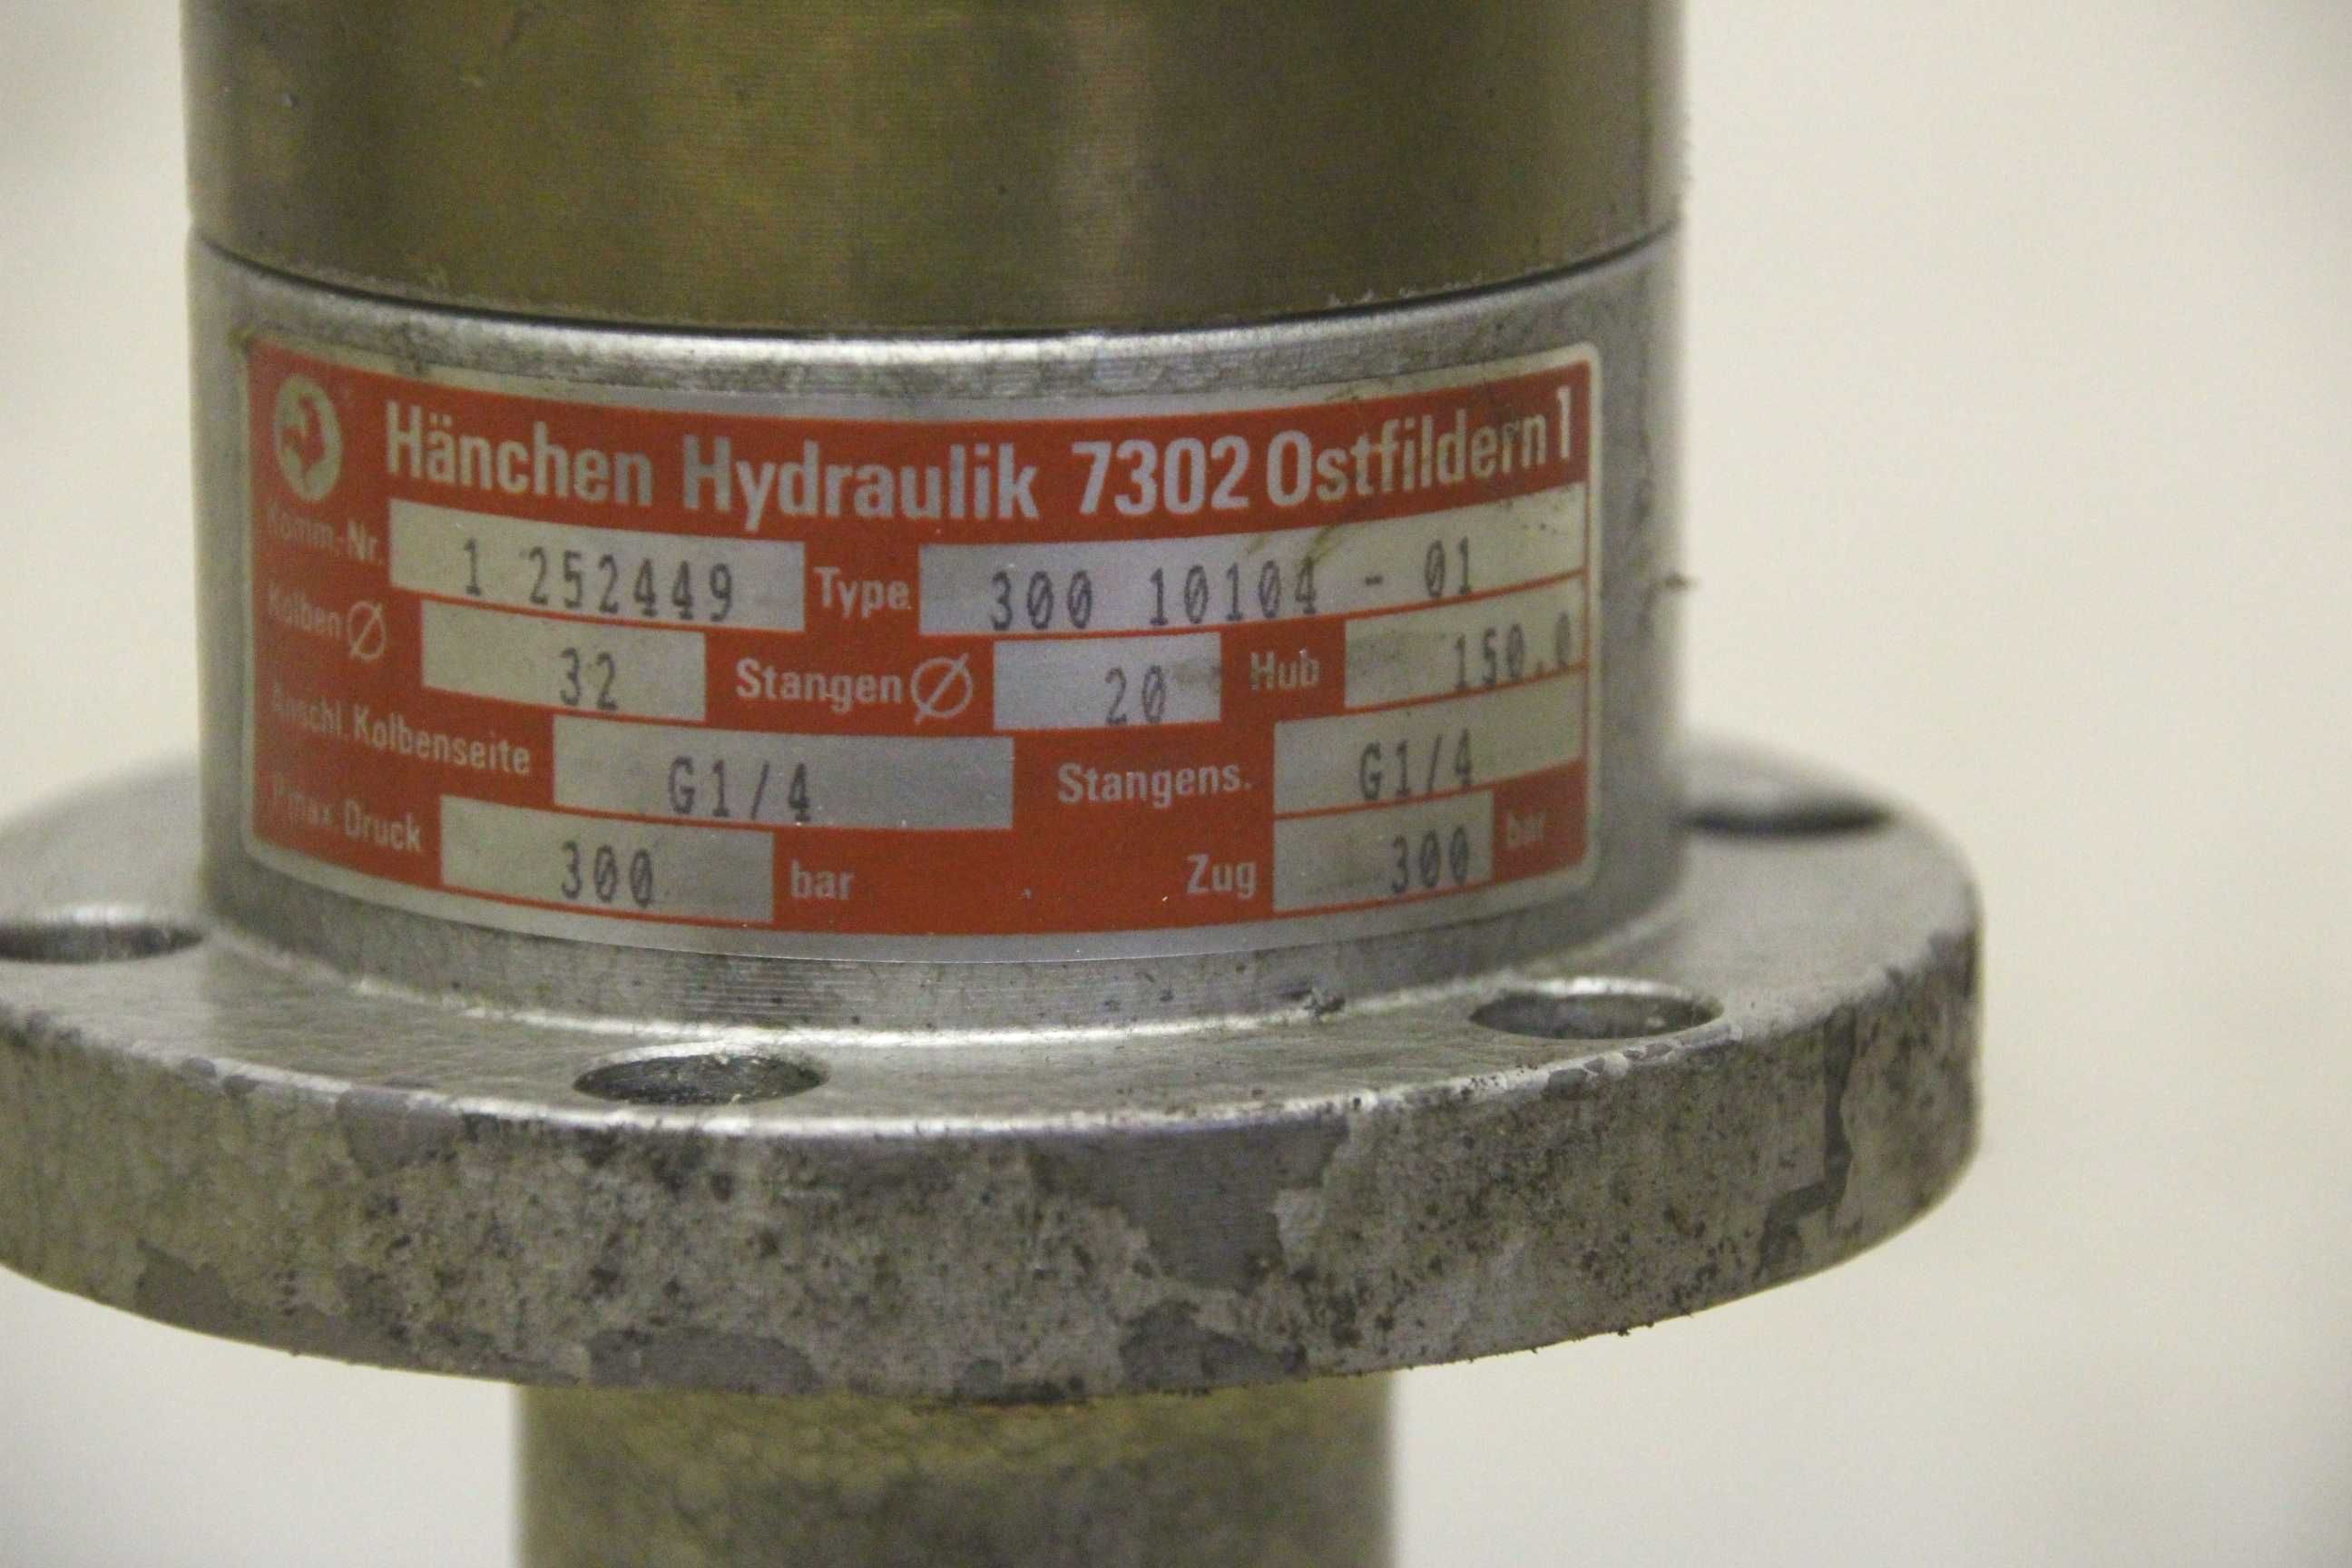 Hänchen Hydraulik 7302 Ostfildern 1
Komm.-Nr. 1 252449 Type 300 10104 - 01
Kolben Ø 32 Stangen Ø 20 Hub 150.0
Anschl. Kolbenseite G1/4 Stangens. G1/4
Pmax. Druck 300 bar Zug 300 bar